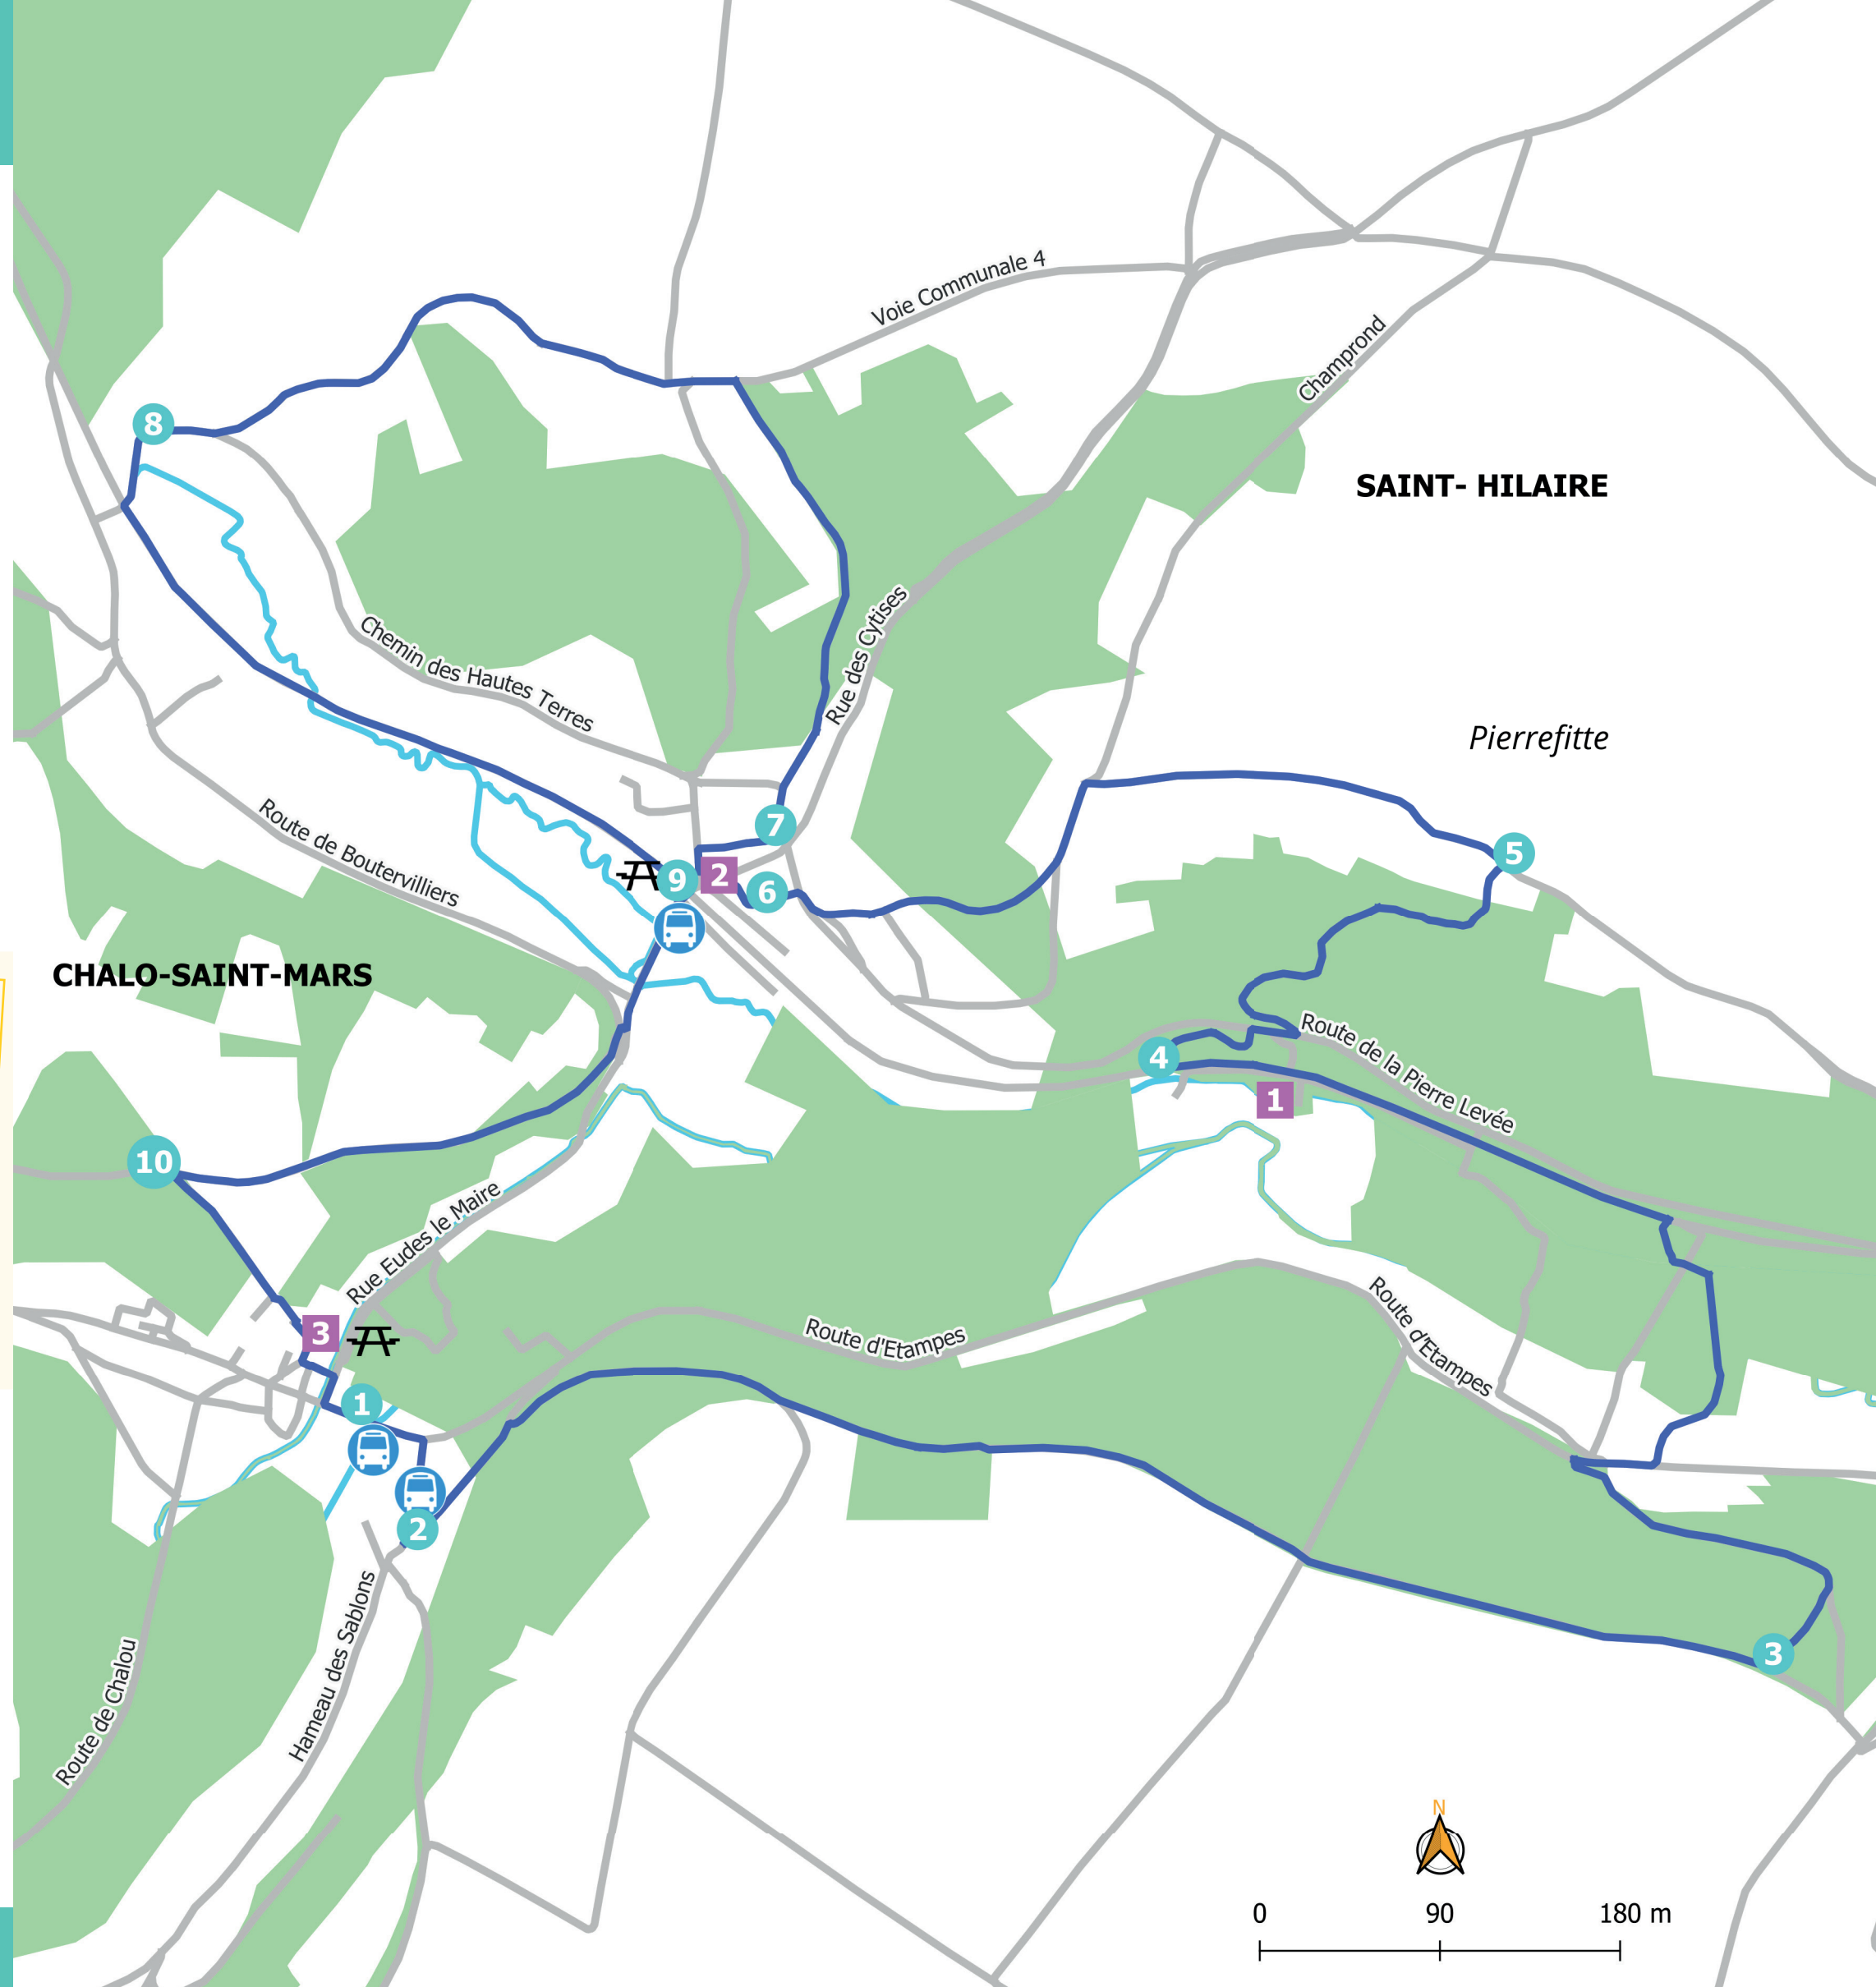 Voie Communale 4
Champrond
8
SAINT- HILAIRE
Rue des Cytises
Chemin des Hautes Terres
Pierrefitte
Route de Boutervilliers
7
5
2
9
6
CHALO-SAINT-MARS
Route de la Pierre Levée
4
1
10
Rue Eudes le Maire
3
Route d'Etampes
Route d'Etampes
1
2
Hameau des Sablons
Route de Chalou
3
N
0 90 180 m